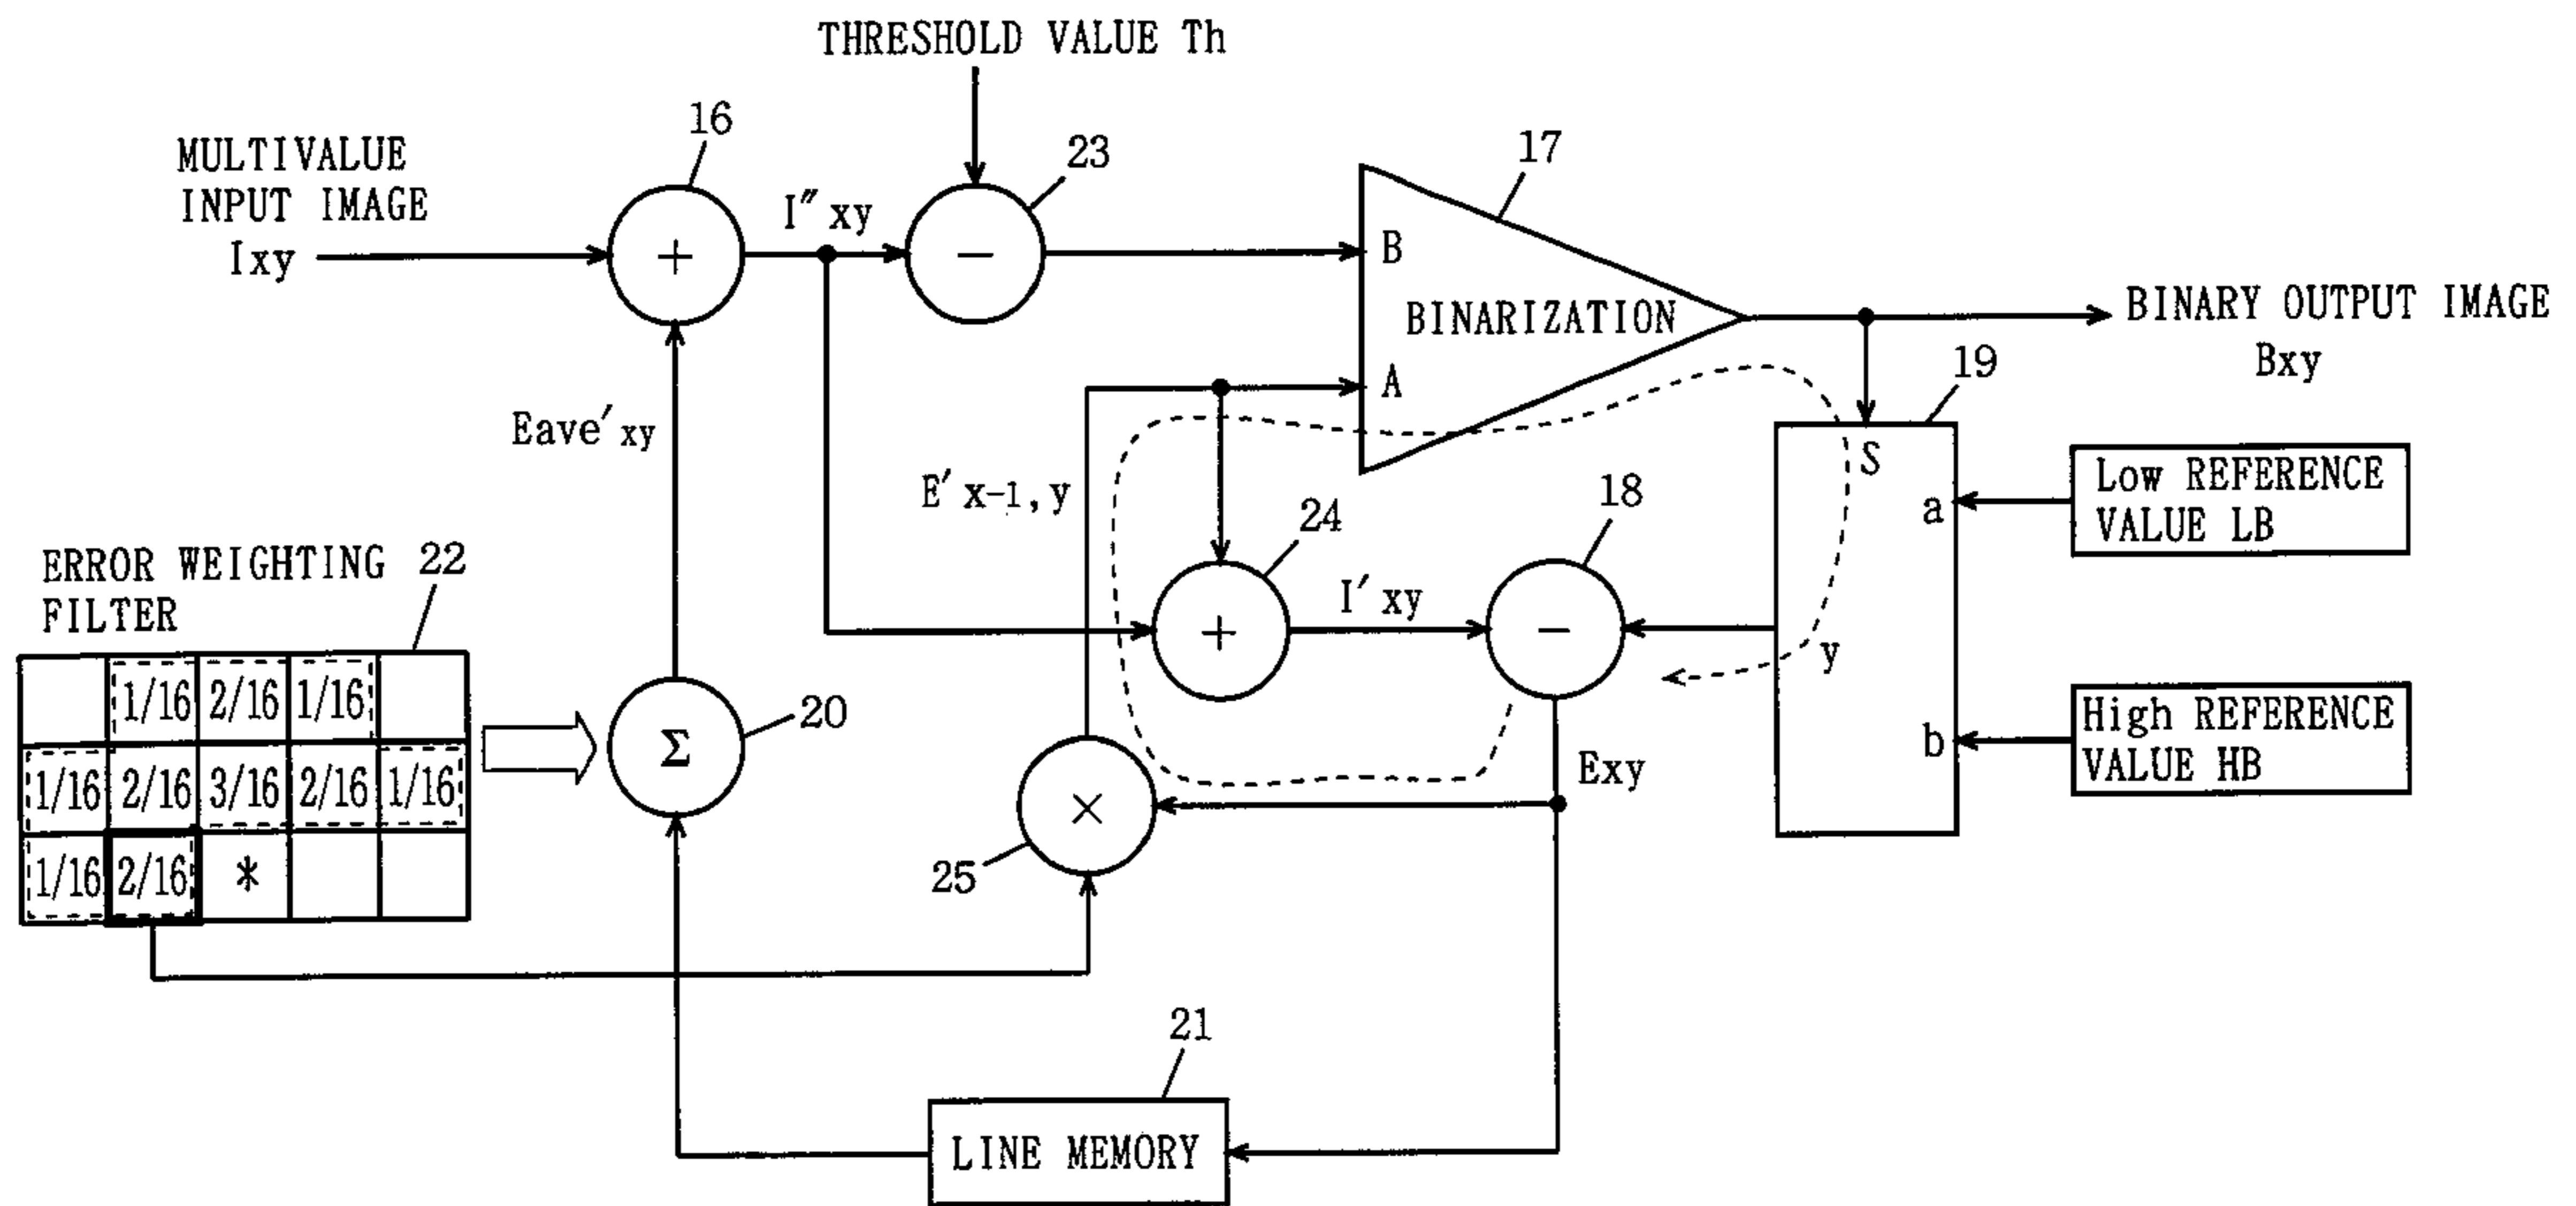 THRESHOLD VALUE Th
16
MULTIVALUE
INPUT IMAGE
Ixy
+
I″xy
23
−
17
B
BINARIZATION
A
BINARY OUTPUT IMAGE
Bxy
19
S
a
y
b
Low REFERENCE
VALUE LB
High REFERENCE
VALUE HB
Eave′xy
E′x-1,y
24
+
I′xy
18
−
Exy
ERROR WEIGHTING
FILTER
22
1/16 2/16 1/16
1/16 2/16 3/16 2/16 1/16
1/16 2/16 *
Σ
20
×
25
21
LINE MEMORY